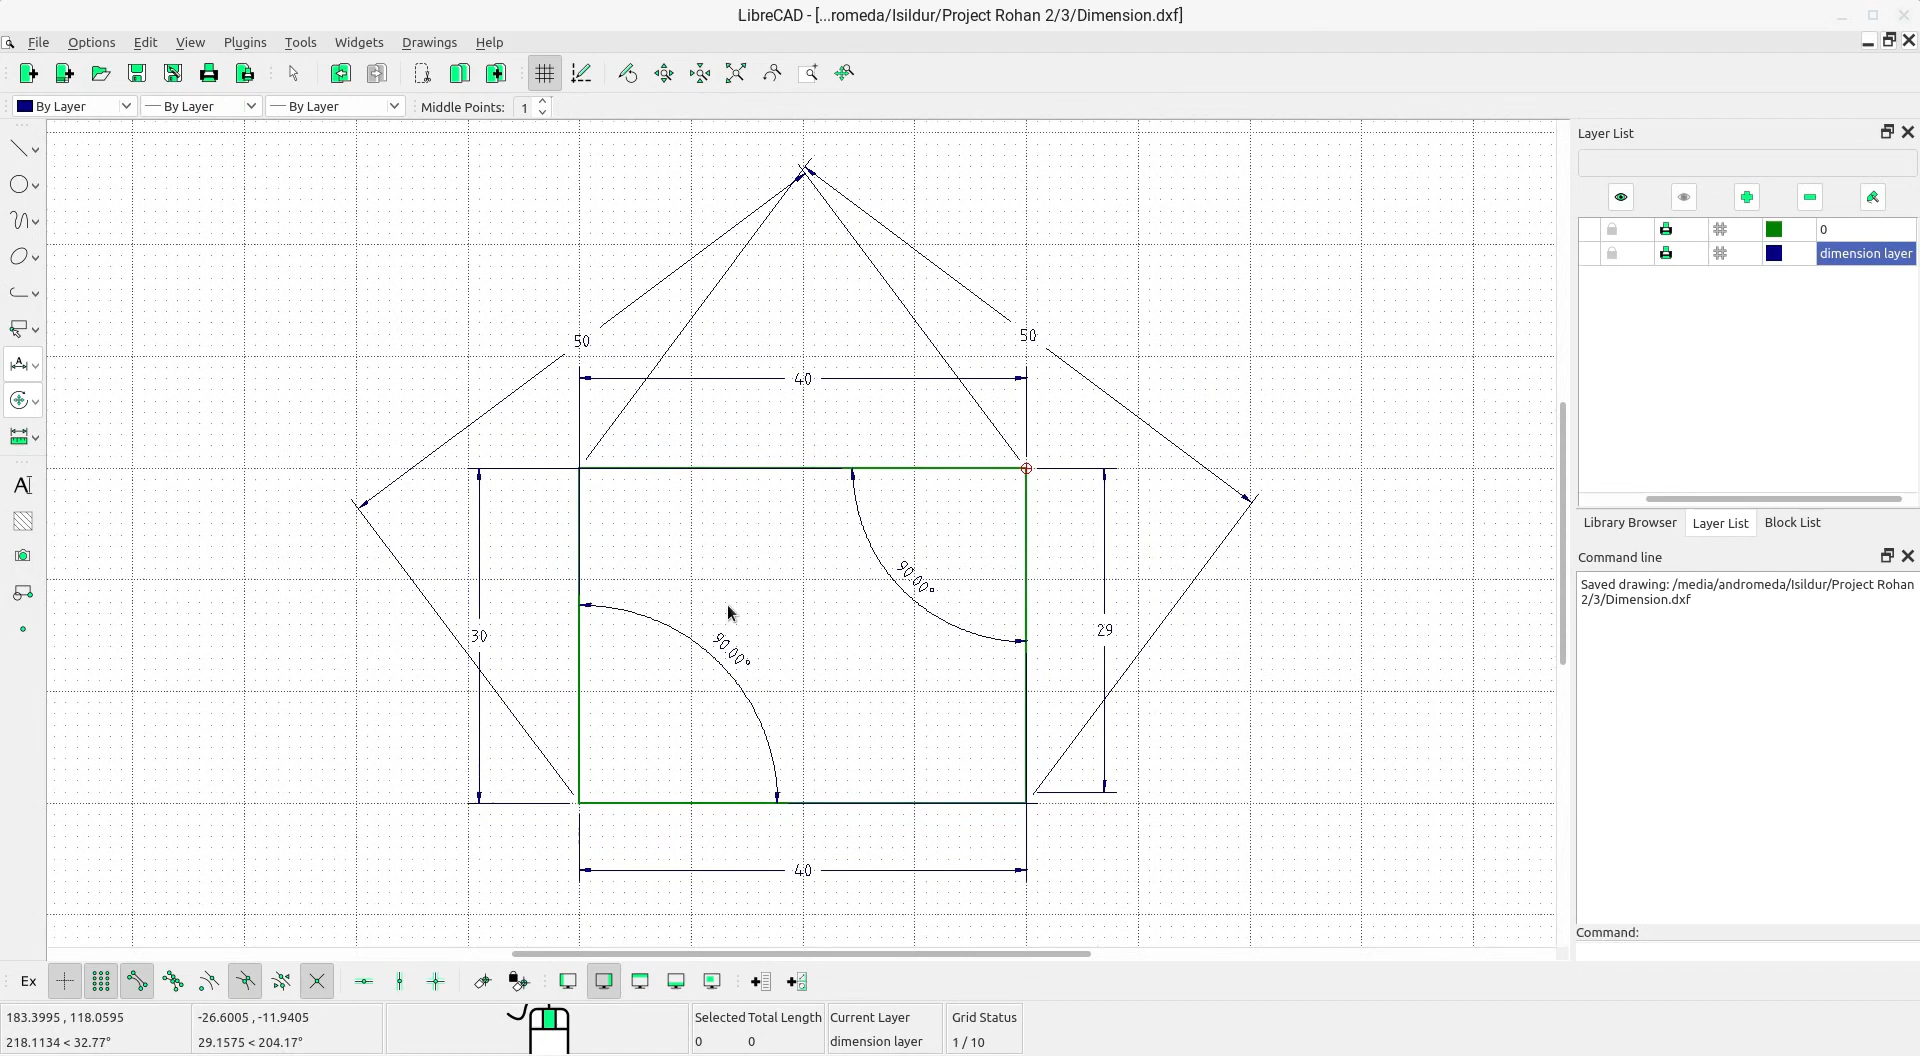 LibreCAD - [...romeda/Isildur/Project Rohan 2/3/Dimension.dxf]
File Edit Options View Plugins Tools Widgets Drawings Help
By Layer By Layer By Layer Middle Points: 1
Layer List
0
dimension layer
50
50
40
90.00°
30
90.00°
29
40
Library Browser Layer List Block List
Command line
Saved drawing: /media/andromeda/Isildur/Project Rohan
2/3/Dimension.dxf
Command:
Ex
183.3995 , 118.0595
218.1134 < 32.77°
-26.6005 , -11.9405
29.1575 < 204.17°
Selected Total Length
0 0
Current Layer
dimension layer
Grid Status
1 / 10